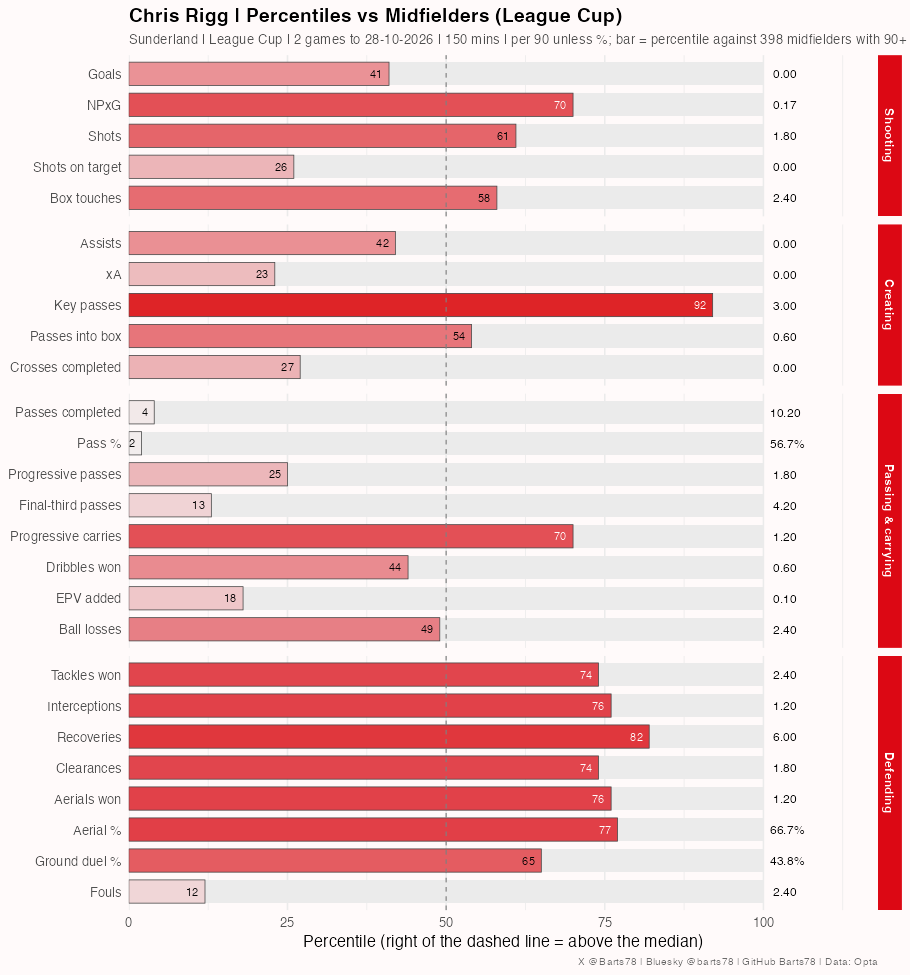 Chris Rigg | Percentiles vs Midfielders (League Cup)
Sunderland | League Cup | 2 games to 28-10-2026 | 150 mins | per 90 unless %; bar = percentile against 398 midfielders with 90+
Goals 41 0.00
NPxG 70 0.17
Shots 61 1.80
Shots on target 26 0.00
Box touches 58 2.40
Shooting
Assists 42 0.00
xA 23 0.00
Key passes 92 3.00
Passes into box 54 0.60
Crosses completed 27 0.00
Creating
Passes completed 4 10.20
Pass % 2 56.7%
Progressive passes 25 1.80
Final-third passes 13 4.20
Progressive carries 70 1.20
Dribbles won 44 0.60
EPV added 18 0.10
Ball losses 49 2.40
Passing & carrying
Tackles won 74 2.40
Interceptions 76 1.20
Recoveries 82 6.00
Clearances 74 1.80
Aerials won 76 1.20
Aerial % 77 66.7%
Ground duel % 65 43.8%
Fouls 12 2.40
Defending
0 25 50 75 100
Percentile (right of the dashed line = above the median)
X @Barts78 | Bluesky @barts78 | GitHub Barts78 | Data: Opta